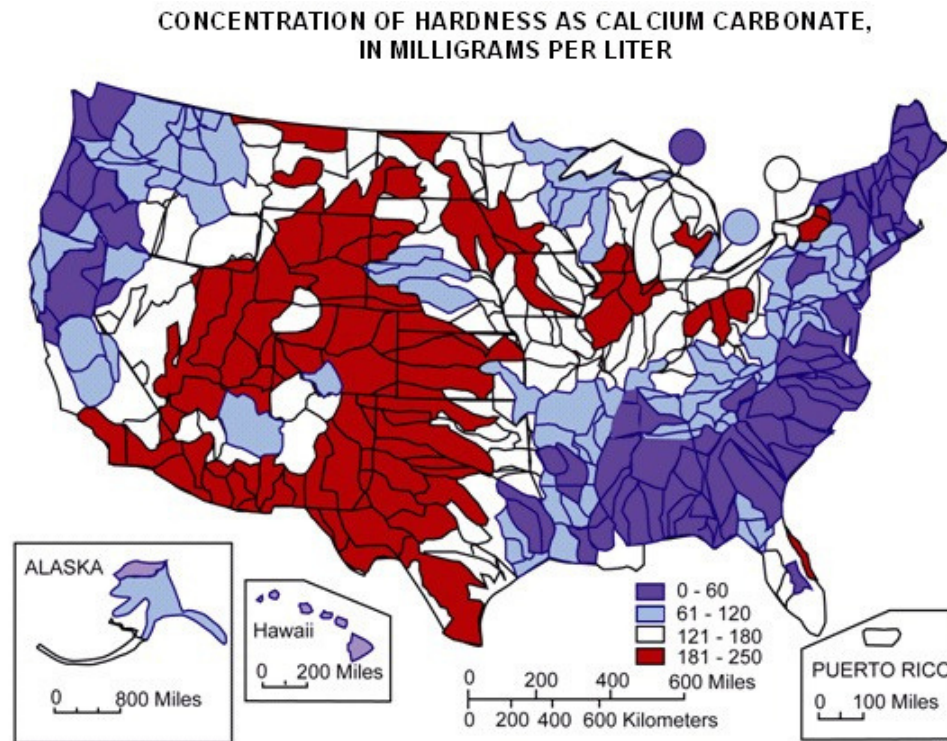 CONCENTRATION OF HARDNESS AS CALCIUM CARBONATE,
IN MILLIGRAMS PER LITER
ALASKA
0 800 Miles
Hawaii
0 200 Miles
0 - 60
61 - 120
121 - 180
181 - 250
0 200 400 600 Miles
0 200 400 600 Kilometers
PUERTO RICO
0 100 Miles